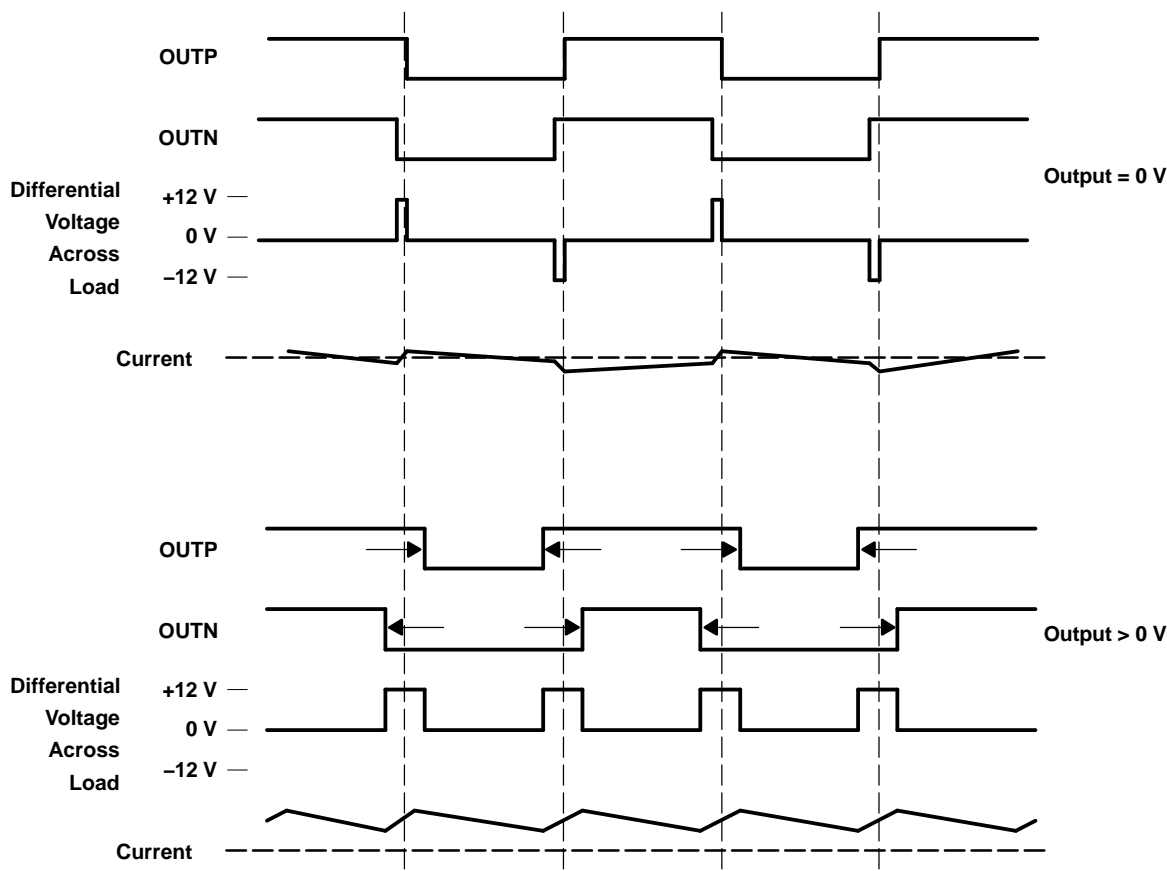 OUTP
OUTN
Output = 0 V
Differential
Voltage
Across
Load
+12 V
0 V
–12 V
Current
OUTP
OUTN
Output > 0 V
Differential
Voltage
Across
Load
+12 V
0 V
–12 V
Current